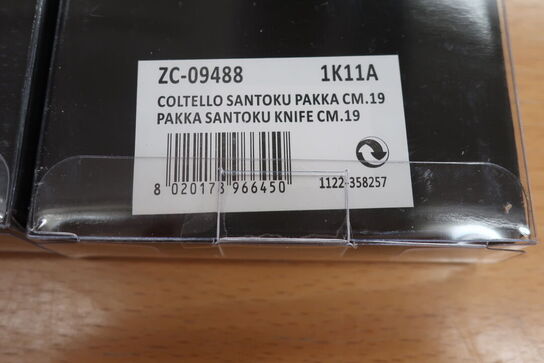 ZC-09488 1K11A
COLTELLO SANTOKU PAKKA CM.19
PAKKA SANTOKU KNIFE CM.19
8 020173 966450
1122-358257